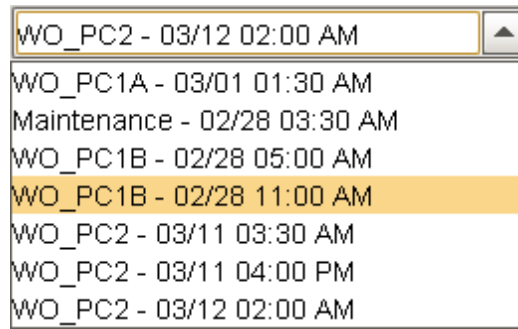 WO_PC2 - 03/12 02:00 AM
WO_PC1A - 03/01 01:30 AM
Maintenance - 02/28 03:30 AM
WO_PC1B - 02/28 05:00 AM
WO_PC1B - 02/28 11:00 AM
WO_PC2 - 03/11 03:30 AM
WO_PC2 - 03/11 04:00 PM
WO_PC2 - 03/12 02:00 AM